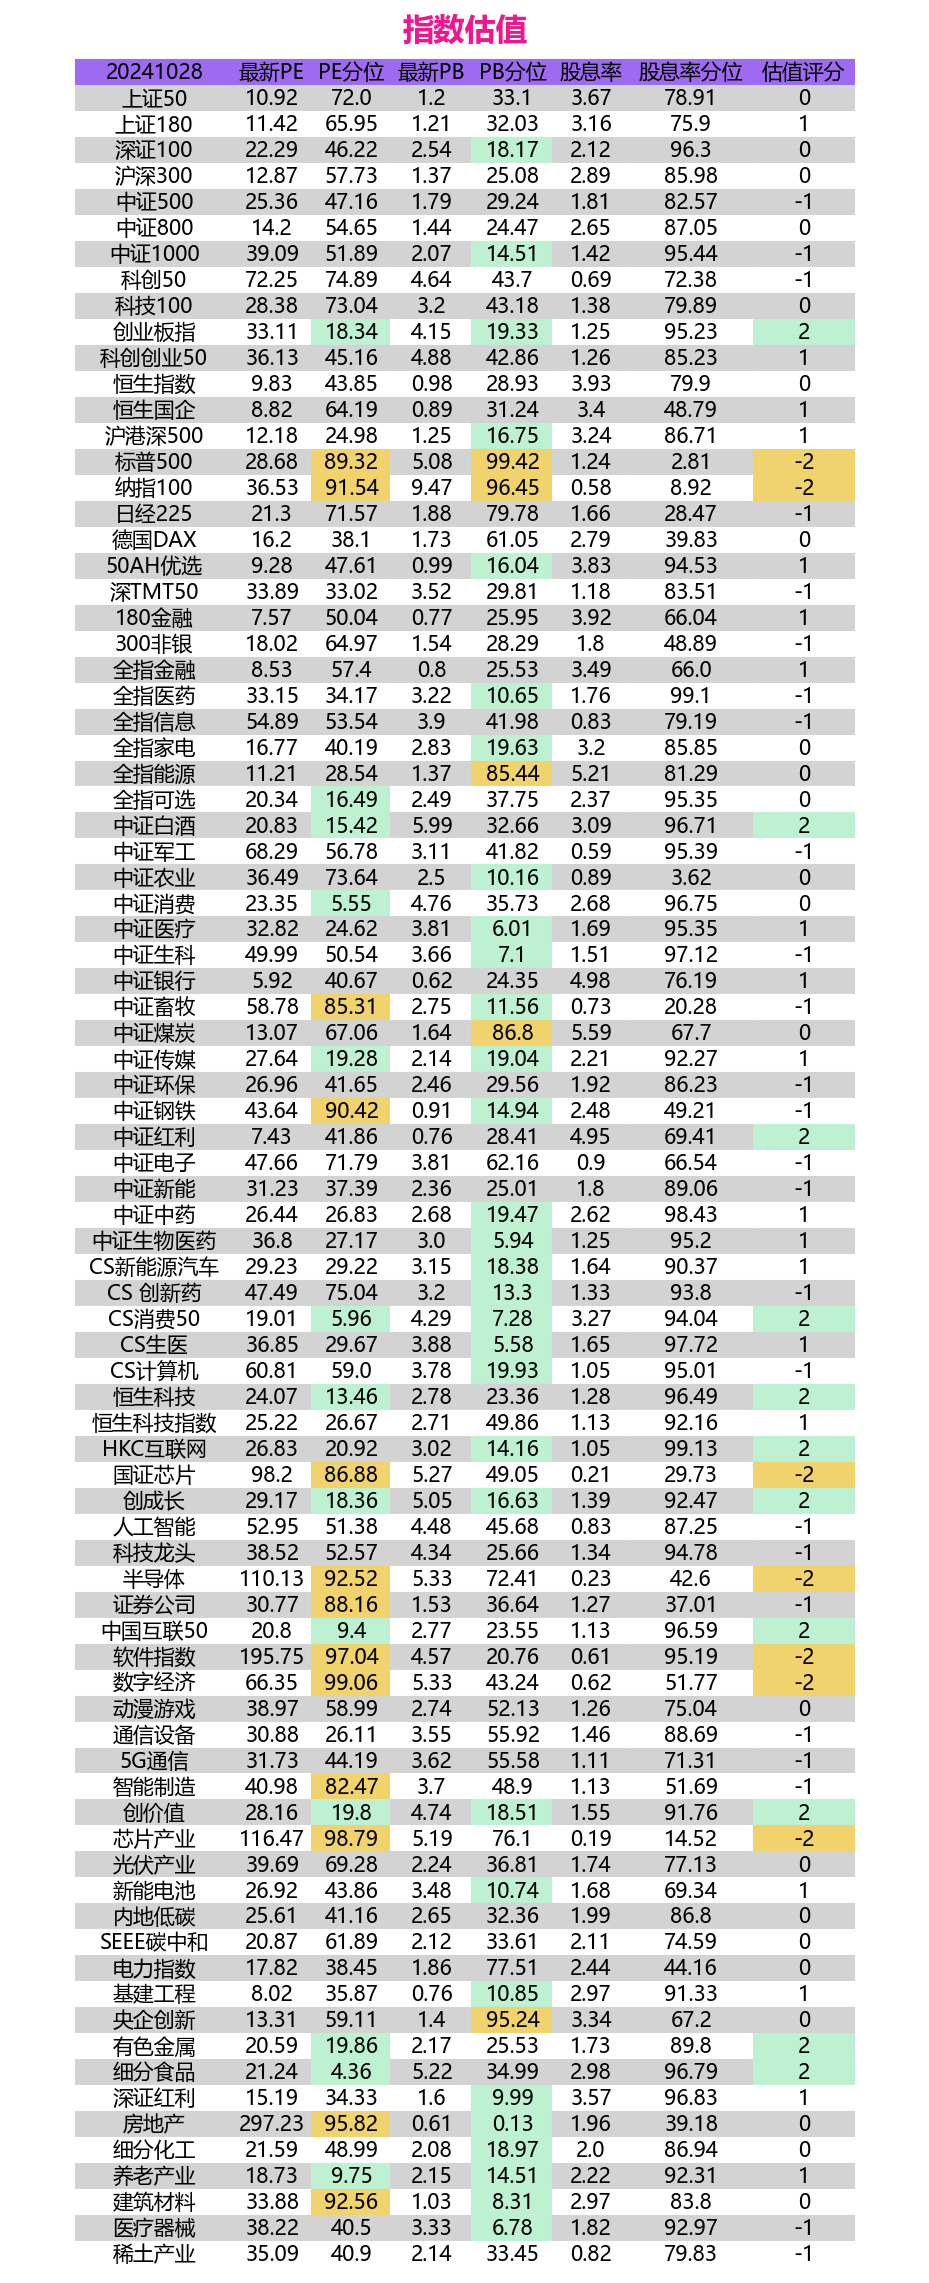 指数估值
20241028 最新PE PE分位 最新PB PB分位 股息率 股息率分位 估值评分
上证50 10.92 72.0 1.2 33.1 3.67 78.91 0
上证180 11.42 65.95 1.21 32.03 3.16 75.9 1
深证100 22.29 46.22 2.54 18.17 2.12 96.3 0
沪深300 12.87 57.73 1.37 25.08 2.89 85.98 0
中证500 25.36 47.16 1.79 29.24 1.81 82.57 -1
中证800 14.2 54.65 1.44 24.47 2.65 87.05 0
中证1000 39.09 51.89 2.07 14.51 1.42 95.44 -1
科创50 72.25 74.89 4.64 43.7 0.69 72.38 -1
科技100 28.38 73.04 3.2 43.18 1.38 79.89 0
创业板指 33.11 18.34 4.15 19.33 1.25 95.23 2
科创创业50 36.13 45.16 4.88 42.86 1.26 85.23 1
恒生指数 9.83 43.85 0.98 28.93 3.93 79.9 0
恒生国企 8.82 64.19 0.89 31.24 3.4 48.79 1
沪港深500 12.18 24.98 1.25 16.75 3.24 86.71 1
标普500 28.68 89.32 5.08 99.42 1.24 2.81 -2
纳指100 36.53 91.54 9.47 96.45 0.58 8.92 -2
日经225 21.3 71.57 1.88 79.78 1.66 28.47 -1
德国DAX 16.2 38.1 1.73 61.05 2.79 39.83 0
50AH优选 9.28 47.61 0.99 16.04 3.83 94.53 1
深TMT50 33.89 33.02 3.52 29.81 1.18 83.51 -1
180金融 7.57 50.04 0.77 25.95 3.92 66.04 1
300非银 18.02 64.97 1.54 28.29 1.8 48.89 -1
全指金融 8.53 57.4 0.8 25.53 3.49 66.0 1
全指医药 33.15 34.17 3.22 10.65 1.76 99.1 -1
全指信息 54.89 53.54 3.9 41.98 0.83 79.19 -1
全指家电 16.77 40.19 2.83 19.63 3.2 85.85 0
全指能源 11.21 28.54 1.37 85.44 5.21 81.29 0
全指可选 20.34 16.49 2.49 37.75 2.37 95.35 0
中证白酒 20.83 15.42 5.99 32.66 3.09 96.71 2
中证军工 68.29 56.78 3.11 41.82 0.59 95.39 -1
中证农业 36.49 73.64 2.5 10.16 0.89 3.62 0
中证消费 23.35 5.55 4.76 35.73 2.68 96.75 0
中证医疗 32.82 24.62 3.81 6.01 1.69 95.35 1
中证生科 49.99 50.54 3.66 7.1 1.51 97.12 -1
中证银行 5.92 40.67 0.62 24.35 4.98 76.19 1
中证畜牧 58.78 85.31 2.75 11.56 0.73 20.28 -1
中证煤炭 13.07 67.06 1.64 86.8 5.59 67.7 0
中证传媒 27.64 19.28 2.14 19.04 2.21 92.27 1
中证环保 26.96 41.65 2.46 29.56 1.92 86.23 -1
中证钢铁 43.64 90.42 0.91 14.94 2.48 49.21 -1
中证红利 7.43 41.86 0.76 28.41 4.95 69.41 2
中证电子 47.66 71.79 3.81 62.16 0.9 66.54 -1
中证新能 31.23 37.39 2.36 25.01 1.8 89.06 -1
中证中药 26.44 26.83 2.68 19.47 2.62 98.43 1
中证生物医药 36.8 27.17 3.0 5.94 1.25 95.2 1
CS新能源汽车 29.23 29.22 3.15 18.38 1.64 90.37 1
CS 创新药 47.49 75.04 3.2 13.3 1.33 93.8 -1
CS消费50 19.01 5.96 4.29 7.28 3.27 94.04 2
CS生医 36.85 29.67 3.88 5.58 1.65 97.72 1
CS计算机 60.81 59.0 3.78 19.93 1.05 95.01 -1
恒生科技 24.07 13.46 2.78 23.36 1.28 96.49 2
恒生科技指数 25.22 26.67 2.71 49.86 1.13 92.16 1
HKC互联网 26.83 20.92 3.02 14.16 1.05 99.13 2
国证芯片 98.2 86.88 5.27 49.05 0.21 29.73 -2
创成长 29.17 18.36 5.05 16.63 1.39 92.47 2
人工智能 52.95 51.38 4.48 45.68 0.83 87.25 -1
科技龙头 38.52 52.57 4.34 25.66 1.34 94.78 -1
半导体 110.13 92.52 5.33 72.41 0.23 42.6 -2
证券公司 30.77 88.16 1.53 36.64 1.27 37.01 -1
中国互联50 20.8 9.4 2.77 23.55 1.13 96.59 2
软件指数 195.75 97.04 4.57 20.76 0.61 95.19 -2
数字经济 66.35 99.06 5.33 43.24 0.62 51.77 -2
动漫游戏 38.97 58.99 2.74 52.13 1.26 75.04 0
通信设备 30.88 26.11 3.55 55.92 1.46 88.69 -1
5G通信 31.73 44.19 3.62 55.58 1.11 71.31 -1
智能制造 40.98 82.47 3.7 48.9 1.13 51.69 -1
创价值 28.16 19.8 4.74 18.51 1.55 91.76 2
芯片产业 116.47 98.79 5.19 76.1 0.19 14.52 -2
光伏产业 39.69 69.28 2.24 36.81 1.74 77.13 0
新能电池 26.92 43.86 3.48 10.74 1.68 69.34 1
内地低碳 25.61 41.16 2.65 32.36 1.99 86.8 0
SEEE碳中和 20.87 61.89 2.12 33.61 2.11 74.59 0
电力指数 17.82 38.45 1.86 77.51 2.44 44.16 0
基建工程 8.02 35.87 0.76 10.85 2.97 91.33 1
央企创新 13.31 59.11 1.4 95.24 3.34 67.2 0
有色金属 20.59 19.86 2.17 25.53 1.73 89.8 2
细分食品 21.24 4.36 5.22 34.99 2.98 96.79 2
深证红利 15.19 34.33 1.6 9.99 3.57 96.83 1
房地产 297.23 95.82 0.61 0.13 1.96 39.18 0
细分化工 21.59 48.99 2.08 18.97 2.0 86.94 0
养老产业 18.73 9.75 2.15 14.51 2.22 92.31 1
建筑材料 33.88 92.56 1.03 8.31 2.97 83.8 0
医疗器械 38.22 40.5 3.33 6.78 1.82 92.97 -1
稀土产业 35.09 40.9 2.14 33.45 0.82 79.83 -1